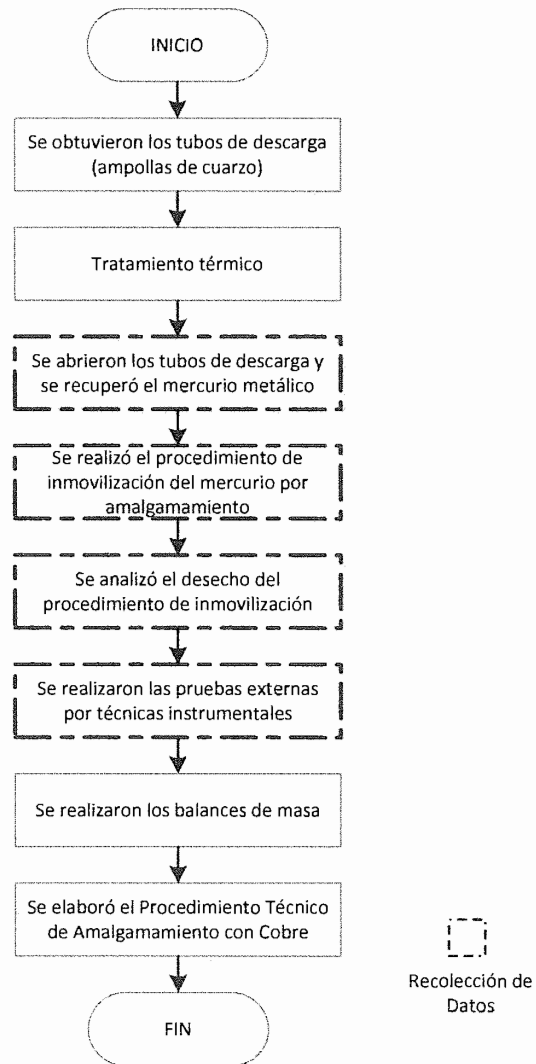 INICIO
Se obtuvieron los tubos de descarga
(ampollas de cuarzo)
Tratamiento térmico
Se abrieron los tubos de descarga y
se recuperó el mercurio metálico
Se realizó el procedimiento de
inmovilización del mercurio por
amalgamamiento
Se analizó el desecho del
procedimiento de inmovilización
Se realizaron las pruebas externas
por técnicas instrumentales
Se realizaron los balances de masa
Se elaboró el Procedimiento Técnico
de Amalgamamiento con Cobre
FIN
Recolección de
Datos